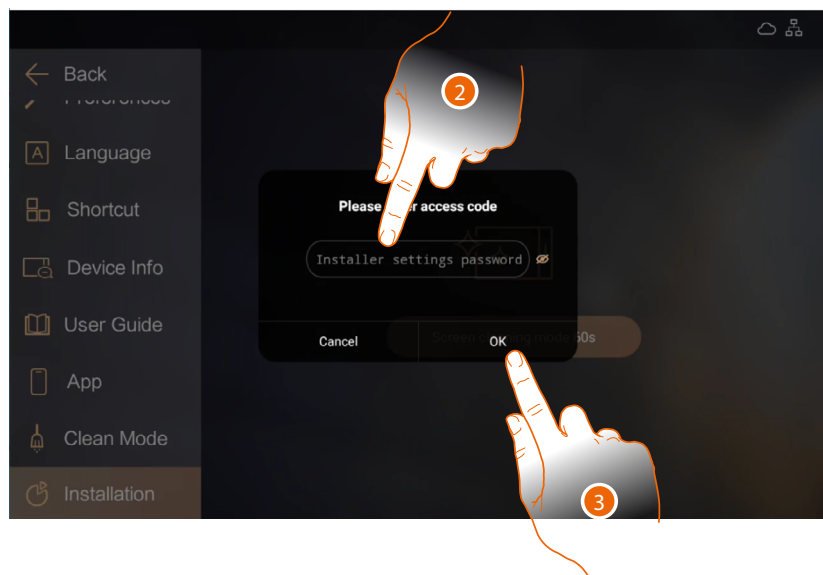 Back
Language
Shortcut
Device Info
User Guide
App
Clean Mode
Installation
2
Please access code
Installer settings password
Cancel
OK
Screen cleaning mode 60s
3